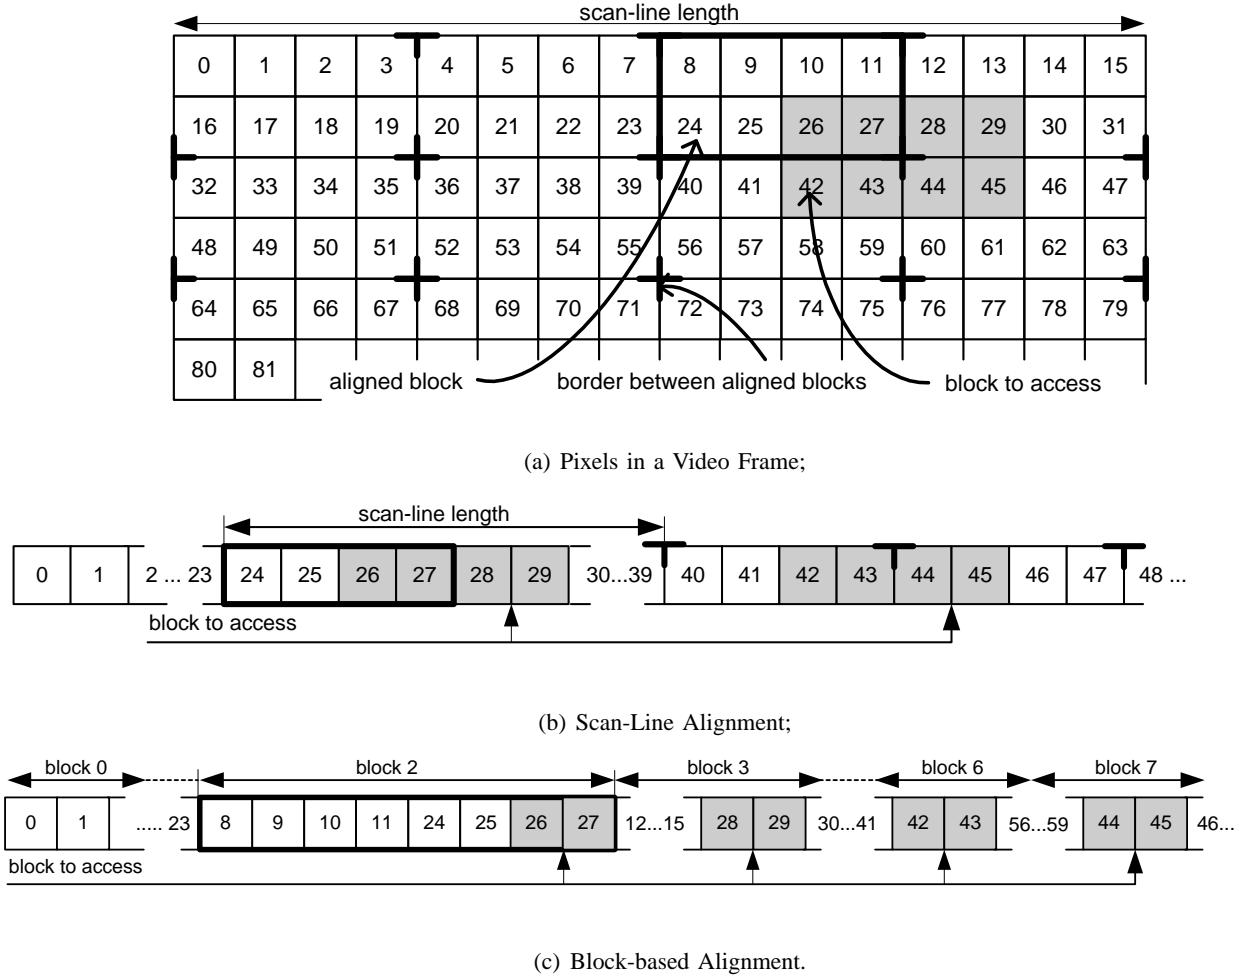 scan-line length
0 1 2 3 4 5 6 7 8 9 10 11 12 13 14 15
16 17 18 19 20 21 22 23 24 25 26 27 28 29 30 31
32 33 34 35 36 37 38 39 40 41 42 43 44 45 46 47
48 49 50 51 52 53 54 55 56 57 58 59 60 61 62 63
64 65 66 67 68 69 70 71 72 73 74 75 76 77 78 79
80 81
aligned block border between aligned blocks block to access
(a) Pixels in a Video Frame;
scan-line length
0 1 2 ... 23 24 25 26 27 28 29 30...39 40 41 42 43 44 45 46 47 48 ...
block to access
(b) Scan-Line Alignment;
block 0 block 2 block 3 block 6 block 7
0 1 ..... 23 8 9 10 11 24 25 26 27 12...15 28 29 30...41 42 43 56...59 44 45 46...
block to access
(c) Block-based Alignment.